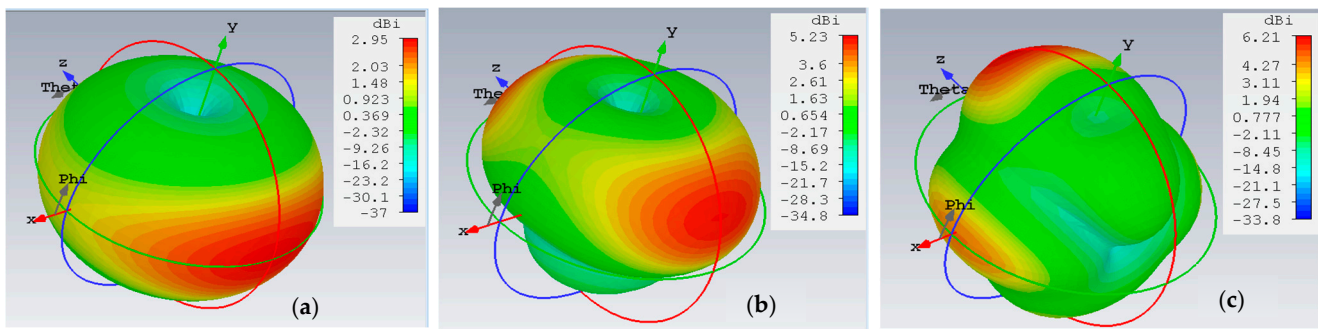 dBi
2.95
2.03
1.48
0.923
0.369
-2.32
-9.26
-16.2
-23.2
-30.1
-37
Y
z
Thet
Phi
x
(a)
dBi
5.23
3.6
2.61
1.63
0.654
-2.17
-8.69
-15.2
-21.7
-28.3
-34.8
Y
z
The
Phi
x
(b)
dBi
6.21
4.27
3.11
1.94
0.777
-2.11
-8.45
-14.8
-21.1
-27.5
-33.8
Y
z
Theta
Phi
x
(c)